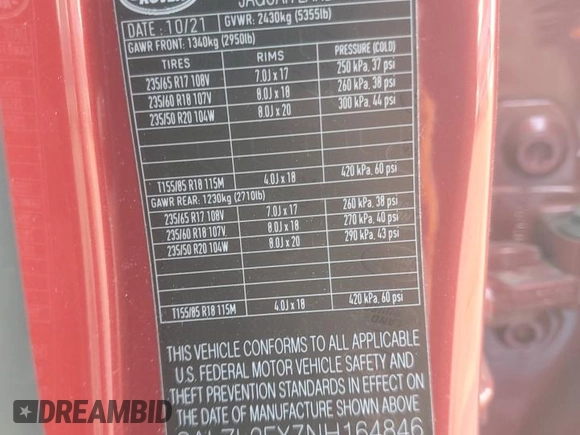 ROVER
JAGUAR LAND
DATE: 10/21 GVWR: 2430kg (5355lb)
GAWR FRONT: 1340kg (2950lb)
TIRES RIMS PRESSURE (COLD)
235/65 R17 108V 7.0J x 17 250 kPa, 37 psi
235/60 R18 107V 8.0J x 18 260 kPa, 38 psi
235/50 R20 104W 8.0J x 20 300 kPa, 44 psi
T155/85 R18 115M 4.0J x 18 420 kPa, 60 psi
GAWR REAR: 1230kg (2710lb)
235/65 R17 108V 7.0J x 17 260 kPa, 38 psi
235/60 R18 107V 8.0J x 18 270 kPa, 40 psi
235/50 R20 104W 8.0J x 20 290 kPa, 43 psi
T155/85 R18 115M 4.0J x 18 420 kPa, 60 psi
THIS VEHICLE CONFORMS TO ALL APPLICABLE
U.S. FEDERAL MOTOR VEHICLE SAFETY AND
THEFT PREVENTION STANDARDS IN EFFECT ON
THE DATE OF MANUFACTURE SHOWN ABOVE